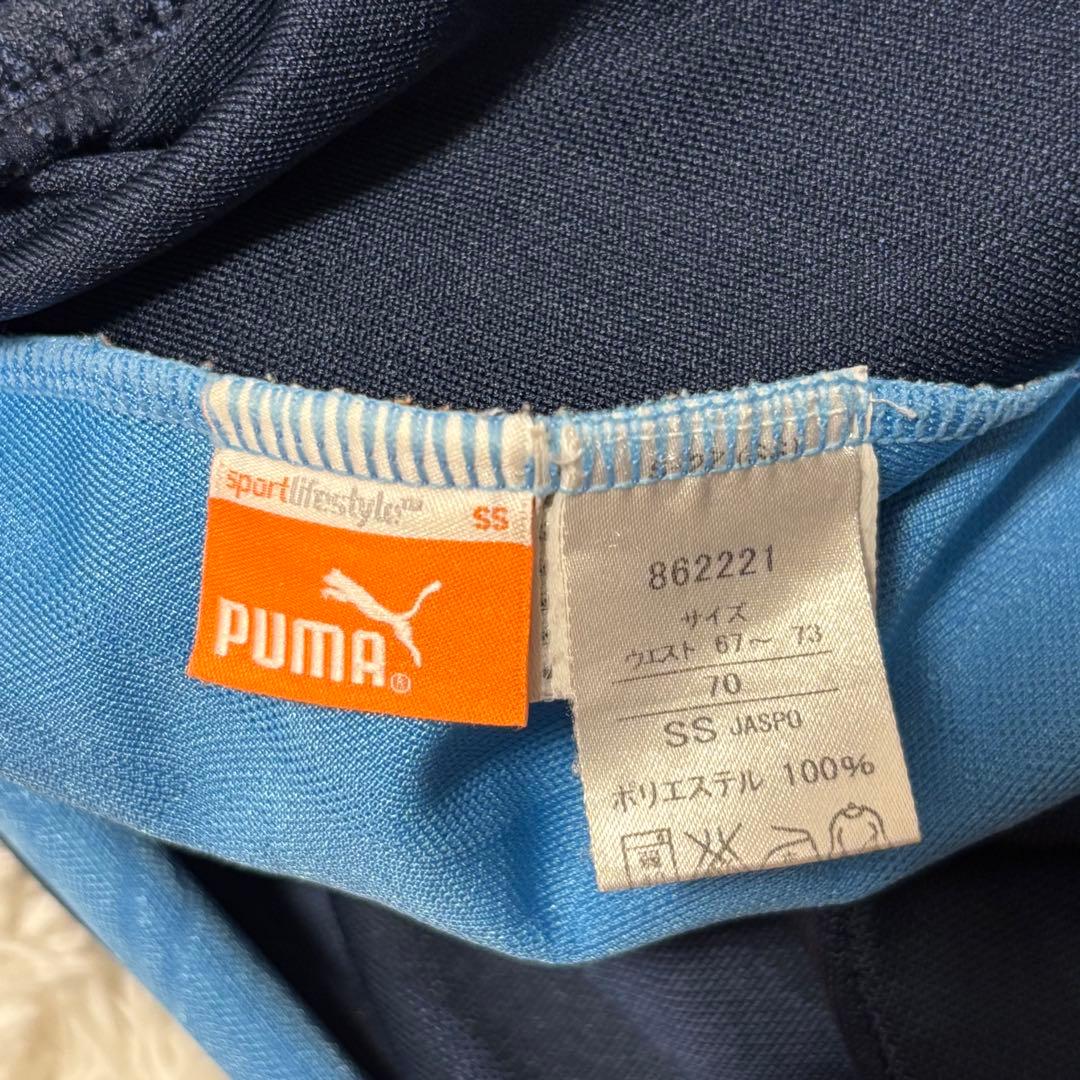 sportlifestyle™
SS
PUMA®
862221
サイズ
ウエスト 67〜 73
70
SS JASPO
ポリエステル 100%